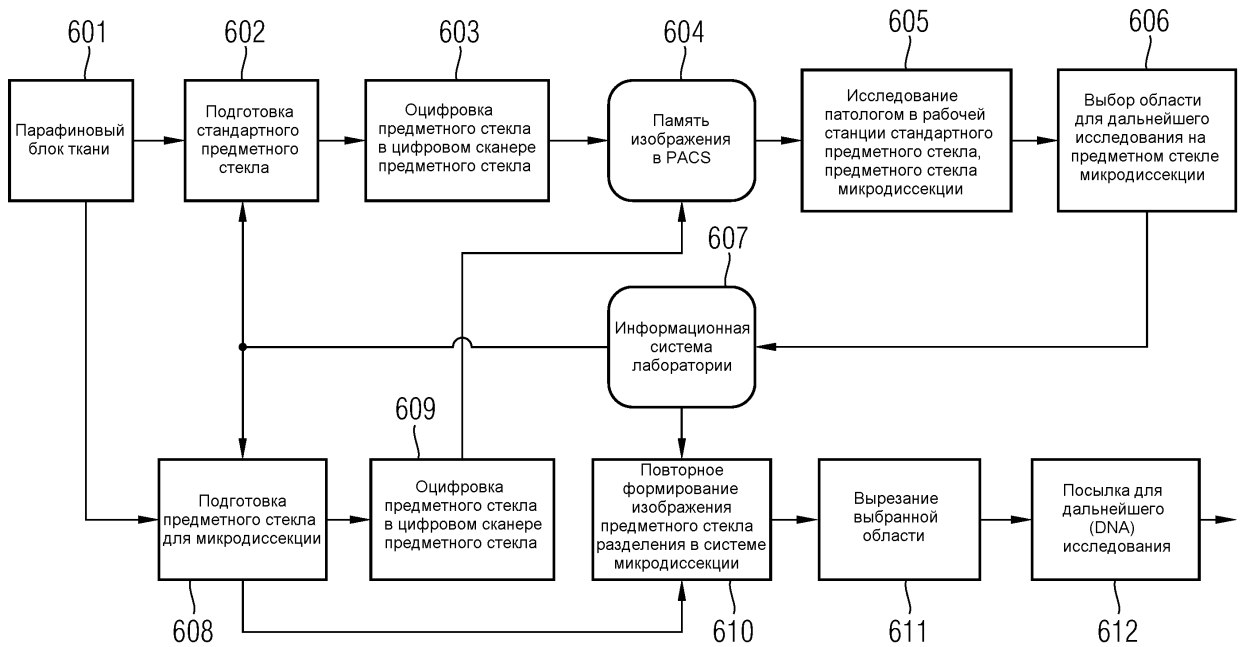 601
602
603
604
605
606
Парафиновый
блок ткани
Подготовка
стандартного
предметного
стекла
Оцифровка
предметного стекла
в цифровом сканере
предметного стекла
Память
изображения
в PACS
Исследование
патологом в рабочей
станции стандартного
предметного стекла,
предметного стекла
микродиссекции
Выбор области
для дальнейшего
исследования на
предметном стекле
микродиссекции
607
Информационная
система
лаборатории
609
Подготовка
предметного стекла
для микродиссекции
Оцифровка
предметного стекла
в цифровом сканере
предметного стекла
Повторное
формирование
изображения
предметного стекла
разделения в системе
микродиссекции
Вырезание
выбранной
области
Посылка для
дальнейшего
(DNA)
исследования
608
610
611
612